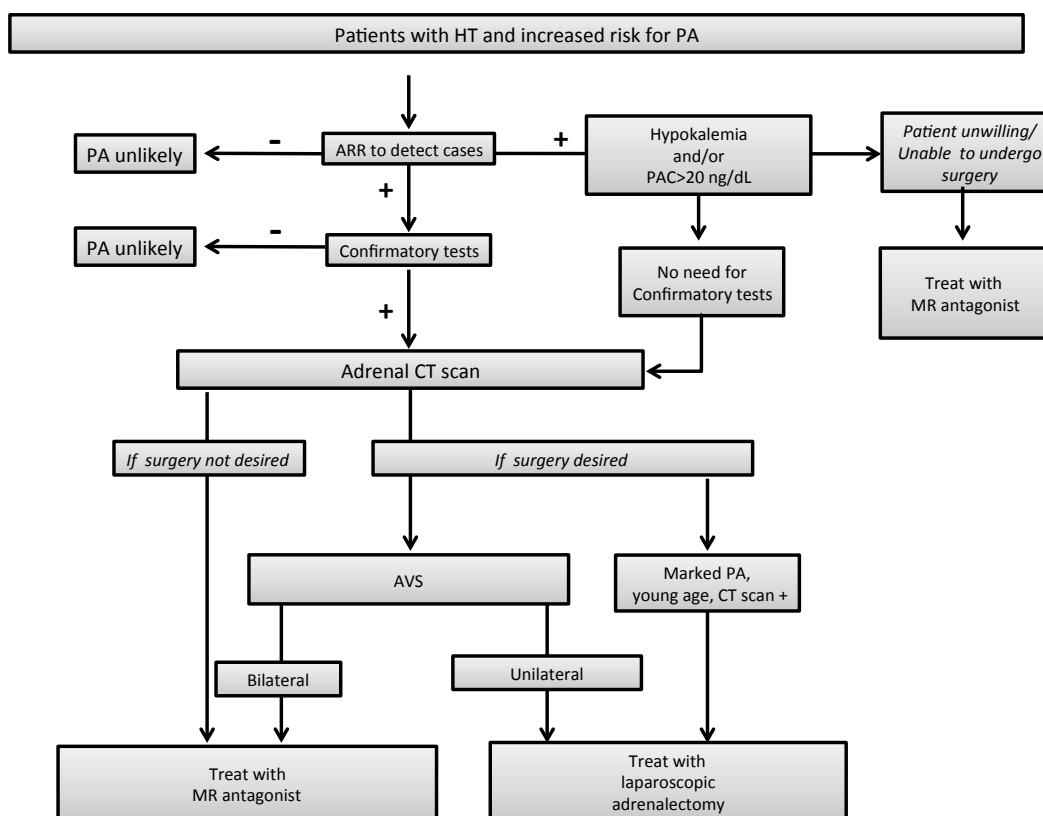 Patients with HT and increased risk for PA
PA unlikely
-
ARR to detect cases
+
Hypokalemia
and/or
PAC>20 ng/dL
Patient unwilling/
Unable to undergo
surgery
+
PA unlikely
-
Confirmatory tests
No need for
Confirmatory tests
Treat with
MR antagonist
+
Adrenal CT scan
If surgery not desired
If surgery desired
AVS
Marked PA,
young age, CT scan +
Bilateral
Unilateral
Treat with
MR antagonist
Treat with
laparoscopic
adrenalectomy